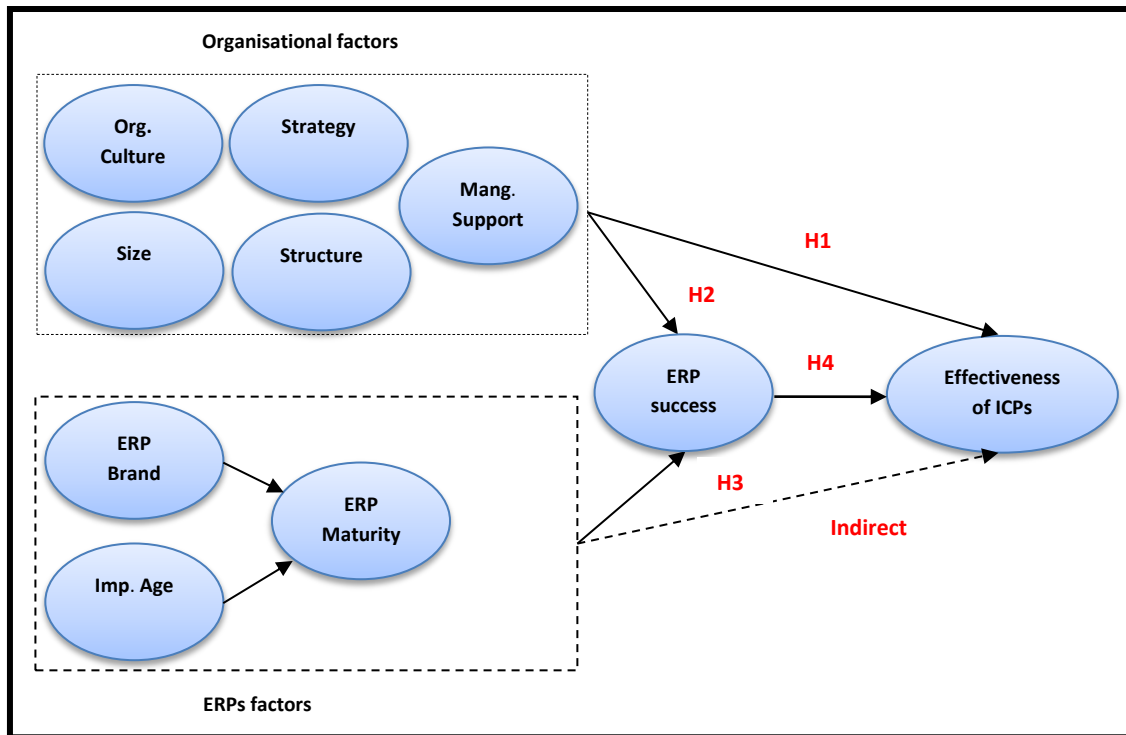 Organisational factors
Org.
Culture
Strategy
Mang.
Support
Size
Structure
H1
H2
ERP
success
H4
Effectiveness
of ICPs
ERP
Brand
ERP
Maturity
Imp. Age
H3
Indirect
ERPs factors